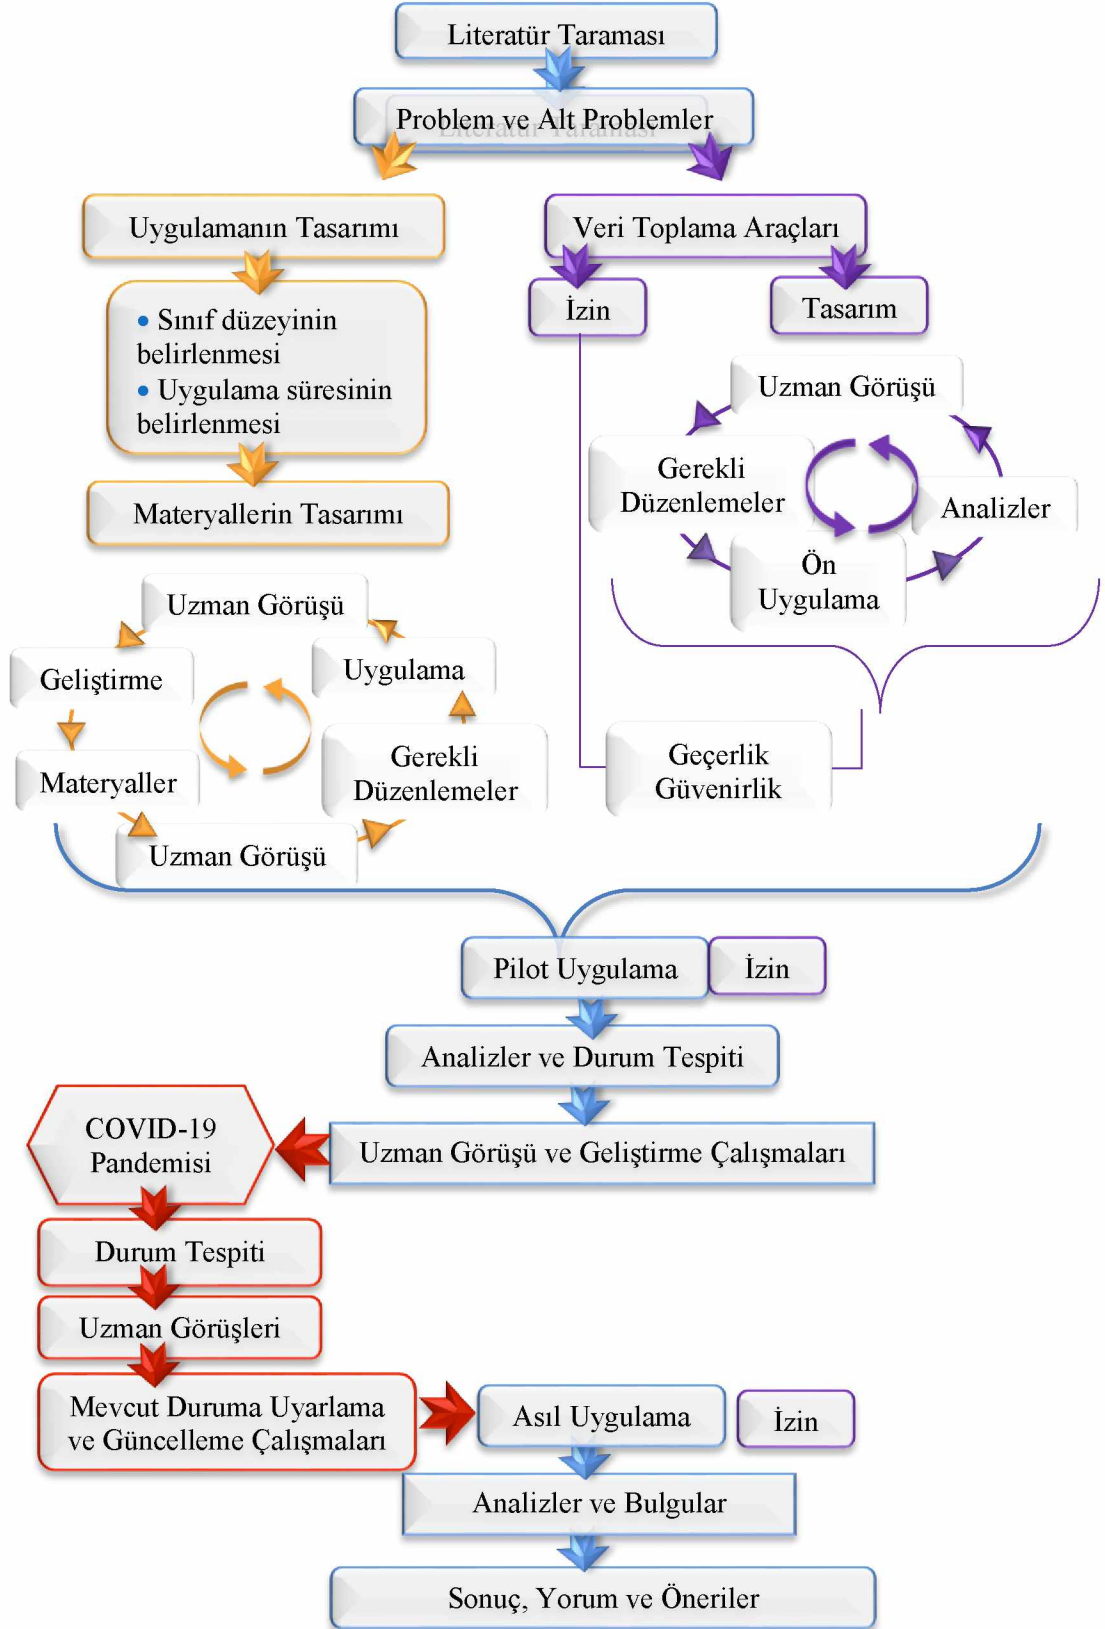 Literatür Taraması
Problem ve Alt Problemler
Literatür Taraması
Uygulamanın Tasarımı
Veri Toplama Araçları
• Sınıf düzeyinin
belirlenmesi
• Uygulama süresinin
belirlenmesi
İzin
Tasarım
Materyallerin Tasarımı
Uzman Görüşü
Gerekli
Düzenlemeler
Analizler
Ön
Uygulama
Uzman Görüşü
Geliştirme
Uygulama
Materyaller
Gerekli
Düzenlemeler
Uzman Görüşü
Geçerlik
Güvenirlik
Pilot Uygulama
İzin
Analizler ve Durum Tespiti
Uzman Görüşü ve Geliştirme Çalışmaları
COVID-19
Pandemisi
Durum Tespiti
Uzman Görüşleri
Mevcut Duruma Uyarlama
ve Güncelleme Çalışmaları
Asıl Uygulama
İzin
Analizler ve Bulgular
Sonuç, Yorum ve Öneriler